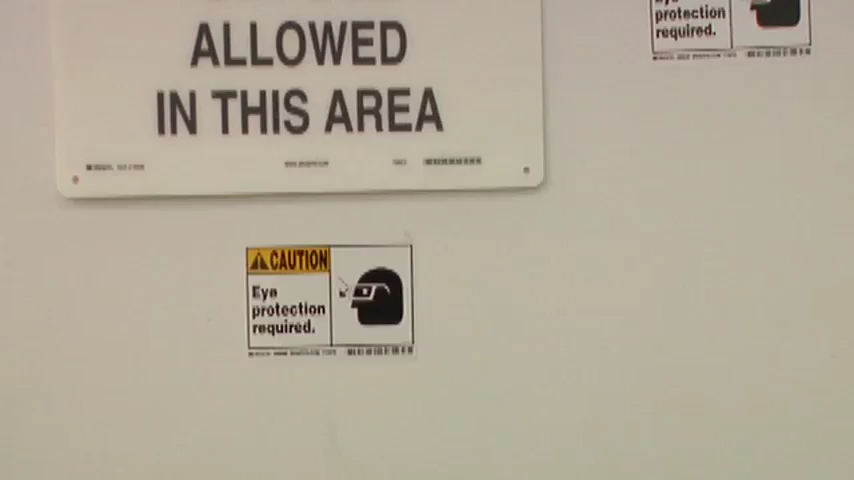 ALLOWED
IN THIS AREA
protection
required.
CAUTION
Eye
protection
required.